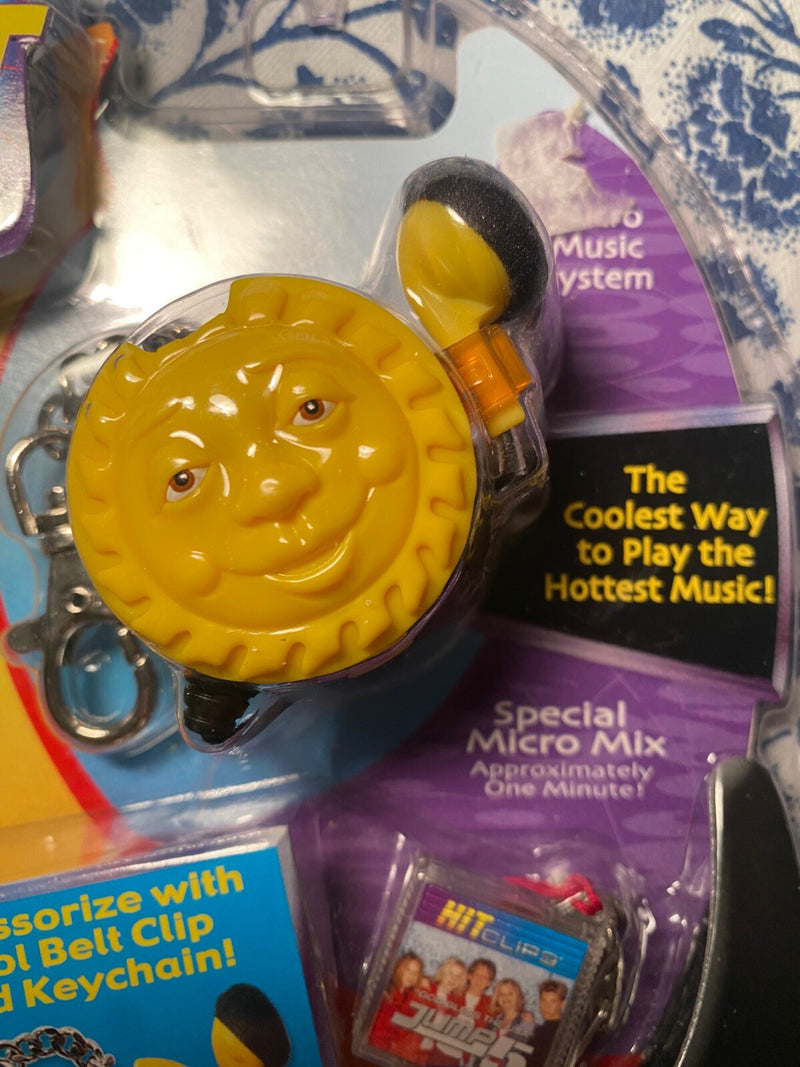 Music
ystem
The
Coolest Way
to Play the
Hottest Music!
Special
Micro Mix
Approximately
One Minute!
ssorize with
ol Belt Clip
d Keychain!
HIT CLIPS
JUMP5